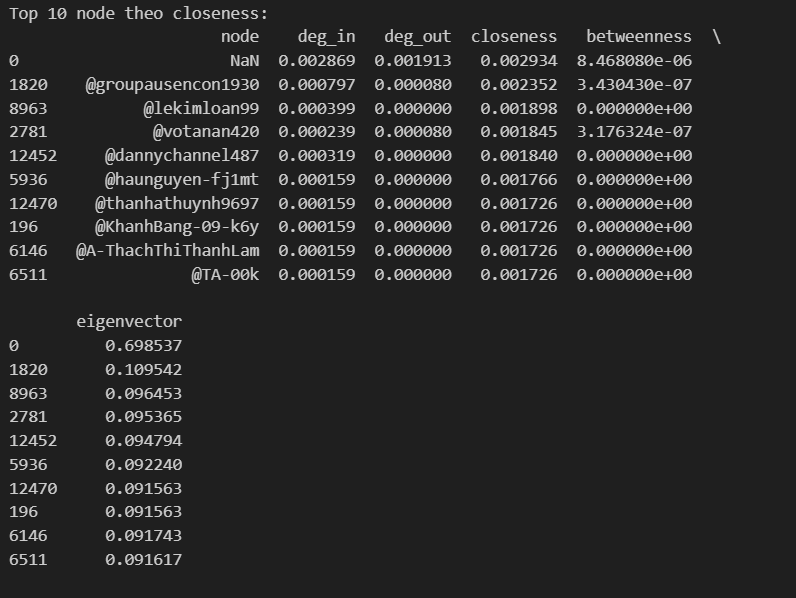 Top 10 node theo closeness:
node deg_in deg_out closeness betweenness \
0 NaN 0.002869 0.001913 0.002934 8.468080e-06
1820 @groupausencon1930 0.000797 0.000080 0.002352 3.430430e-07
8963 @lekimloan99 0.000399 0.000000 0.001898 0.000000e+00
2781 @votanan420 0.000239 0.000080 0.001845 3.176324e-07
12452 @dannychannel487 0.000319 0.000000 0.001840 0.000000e+00
5936 @haunguyen-fj1mt 0.000159 0.000000 0.001766 0.000000e+00
12470 @thanhathuynh9697 0.000159 0.000000 0.001726 0.000000e+00
196 @KhanhBang-09-k6y 0.000159 0.000000 0.001726 0.000000e+00
6146 @A-ThachThiThanhLam 0.000159 0.000000 0.001726 0.000000e+00
6511 @TA-00k 0.000159 0.000000 0.001726 0.000000e+00
eigenvector
0 0.698537
1820 0.109542
8963 0.096453
2781 0.095365
12452 0.094794
5936 0.092240
12470 0.091563
196 0.091563
6146 0.091743
6511 0.091617